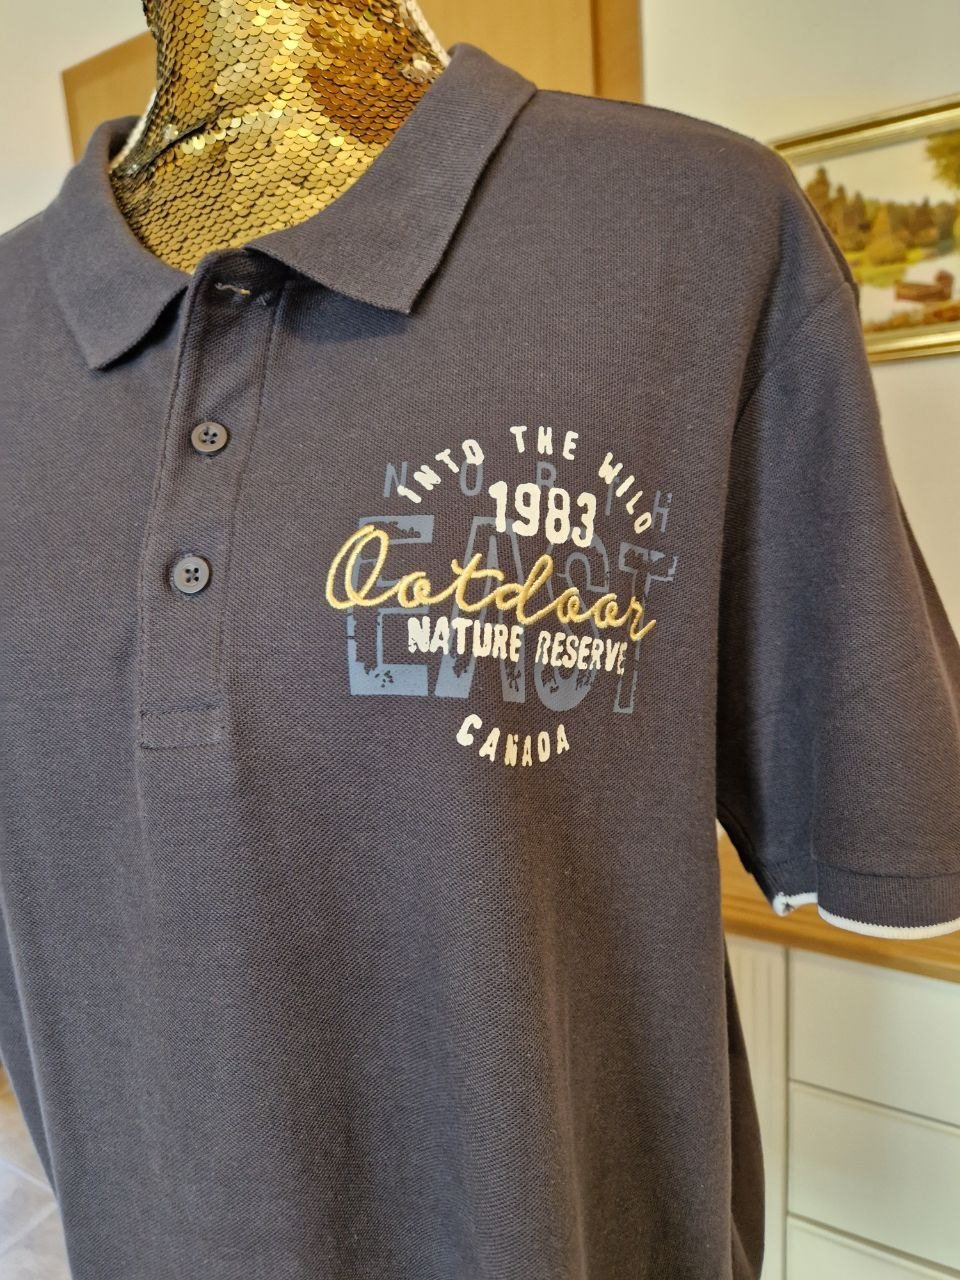 INTO THE WILD
NORTH
1983
EAST
Ootdoor
NATURE RESERVE
CANADA